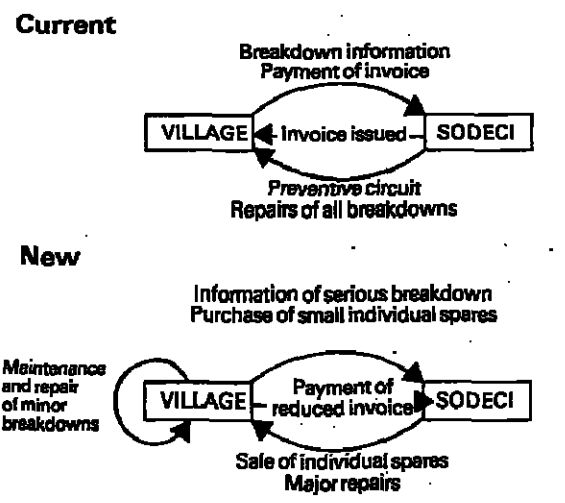 Current
Breakdown information
Payment of invoice
VILLAGE
Invoice issued
SODECI
Preventive circuit
Repairs of all breakdowns
New
Information of serious breakdown
Purchase of small individual spares
Maintenance
and repair
of minor
breakdowns
VILLAGE
Payment of
reduced invoice
SODECI
Sale of individual spares
Major repairs